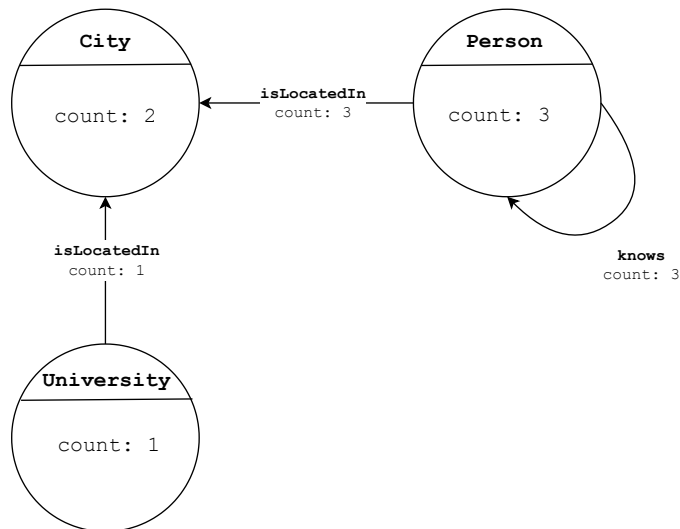 City
count: 2
Person
count: 3
isLocatedIn
count: 3
isLocatedIn
count: 1
knows
count: 3
University
count: 1